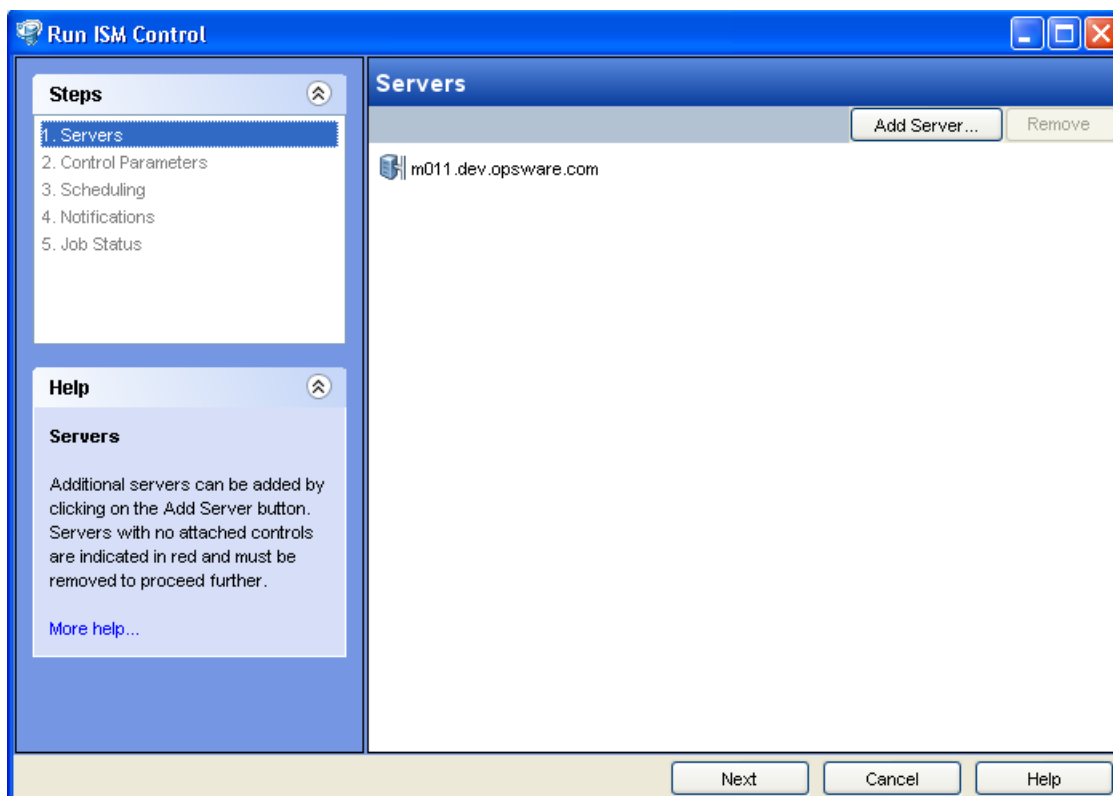 Run ISM Control
Steps
1. Servers
2. Control Parameters
3. Scheduling
4. Notifications
5. Job Status
Help
Servers
Additional servers can be added by
clicking on the Add Server button.
Servers with no attached controls
are indicated in red and must be
removed to proceed further.
More help...
Servers
Add Server...
Remove
m011.dev.opsware.com
Next
Cancel
Help